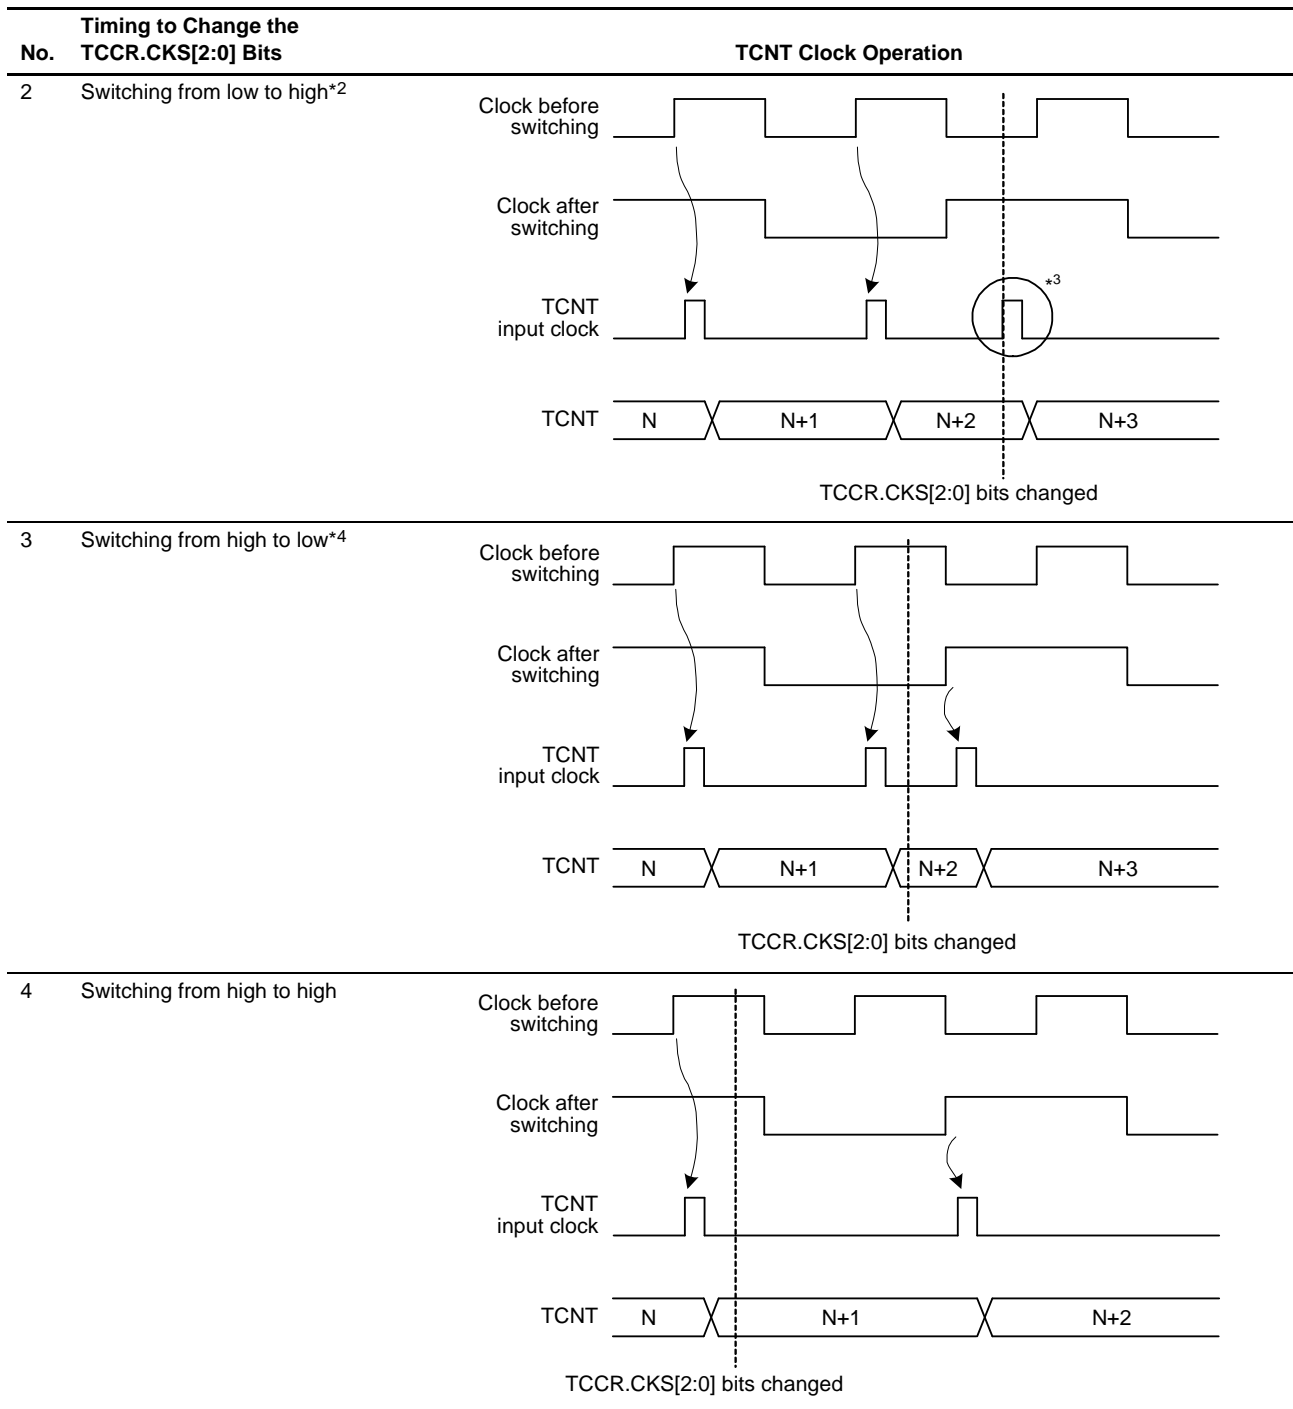 No.
Timing to Change the
TCCR.CKS[2:0] Bits
TCNT Clock Operation
2
Switching from low to high*2
Clock before
switching
Clock after
switching
TCNT
input clock
*3
TCNT
N
N+1
N+2
N+3
TCCR.CKS[2:0] bits changed
3
Switching from high to low*4
Clock before
switching
Clock after
switching
TCNT
input clock
TCNT
N
N+1
N+2
N+3
TCCR.CKS[2:0] bits changed
4
Switching from high to high
Clock before
switching
Clock after
switching
TCNT
input clock
TCNT
N
N+1
N+2
TCCR.CKS[2:0] bits changed